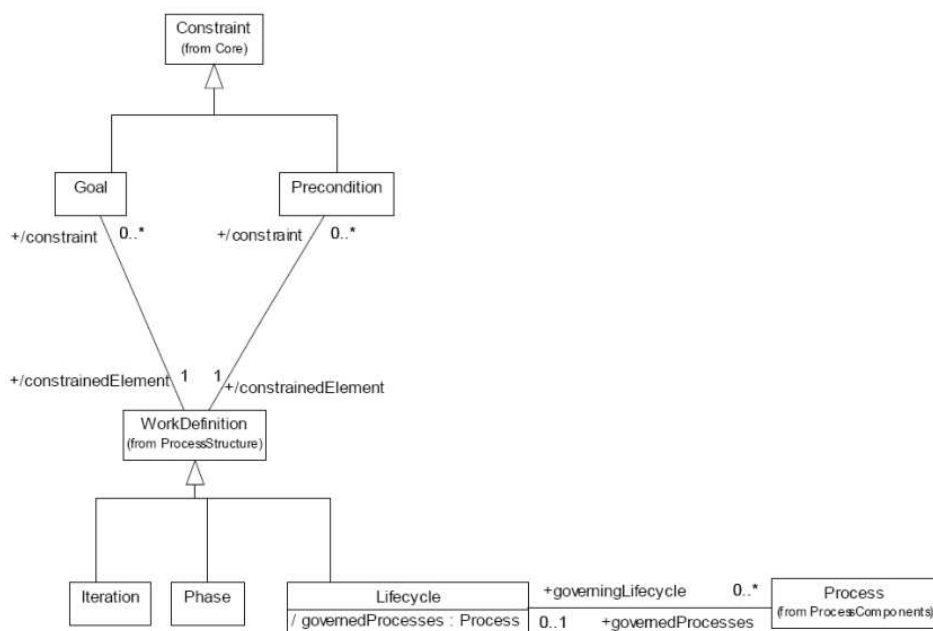 Constraint
(from Core)
Goal
Precondition
+/constraint
0..*
+/constraint
0..*
+/constrainedElement
1
1
+/constrainedElement
WorkDefinition
(from ProcessStructure)
Iteration
Phase
Lifecycle
/ governedProcesses : Process
+governingLifecycle
0..*
0..1
+governedProcesses
Process
(from ProcessComponents)